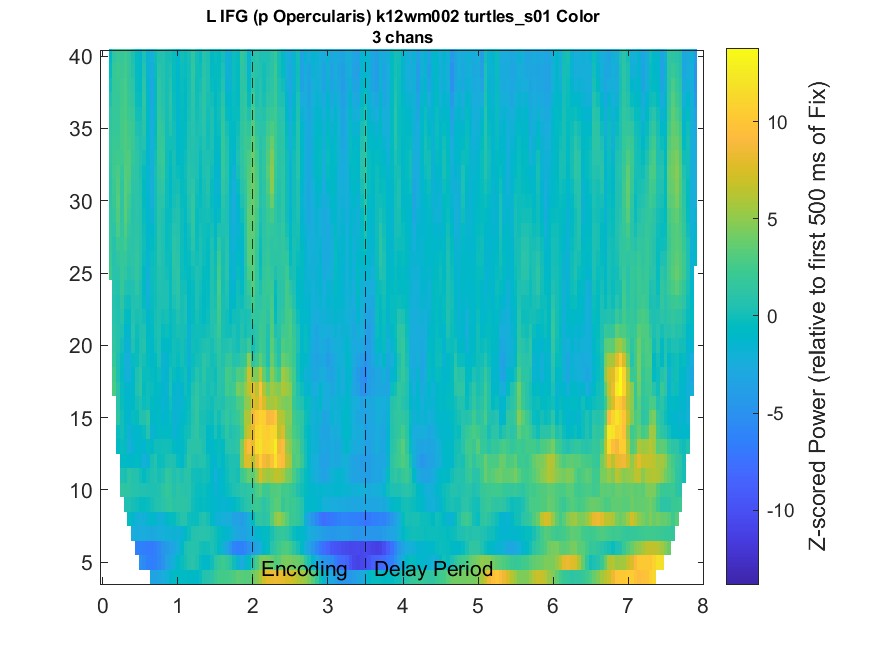 L IFG (p Opercularis) k12wm002 turtles_s01 Color
3 chans
40
35
30
25
20
15
10
5
Encoding
Delay Period
0 1 2 3 4 5 6 7 8
10
5
0
-5
-10
Z-scored Power (relative to first 500 ms of Fix)